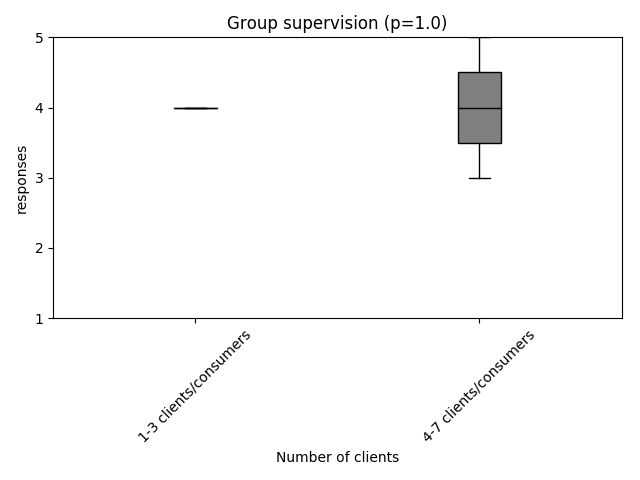 Group supervision (p=1.0)
5
4
3
2
1
responses
1-3 clients/consumers
4-7 clients/consumers
Number of clients